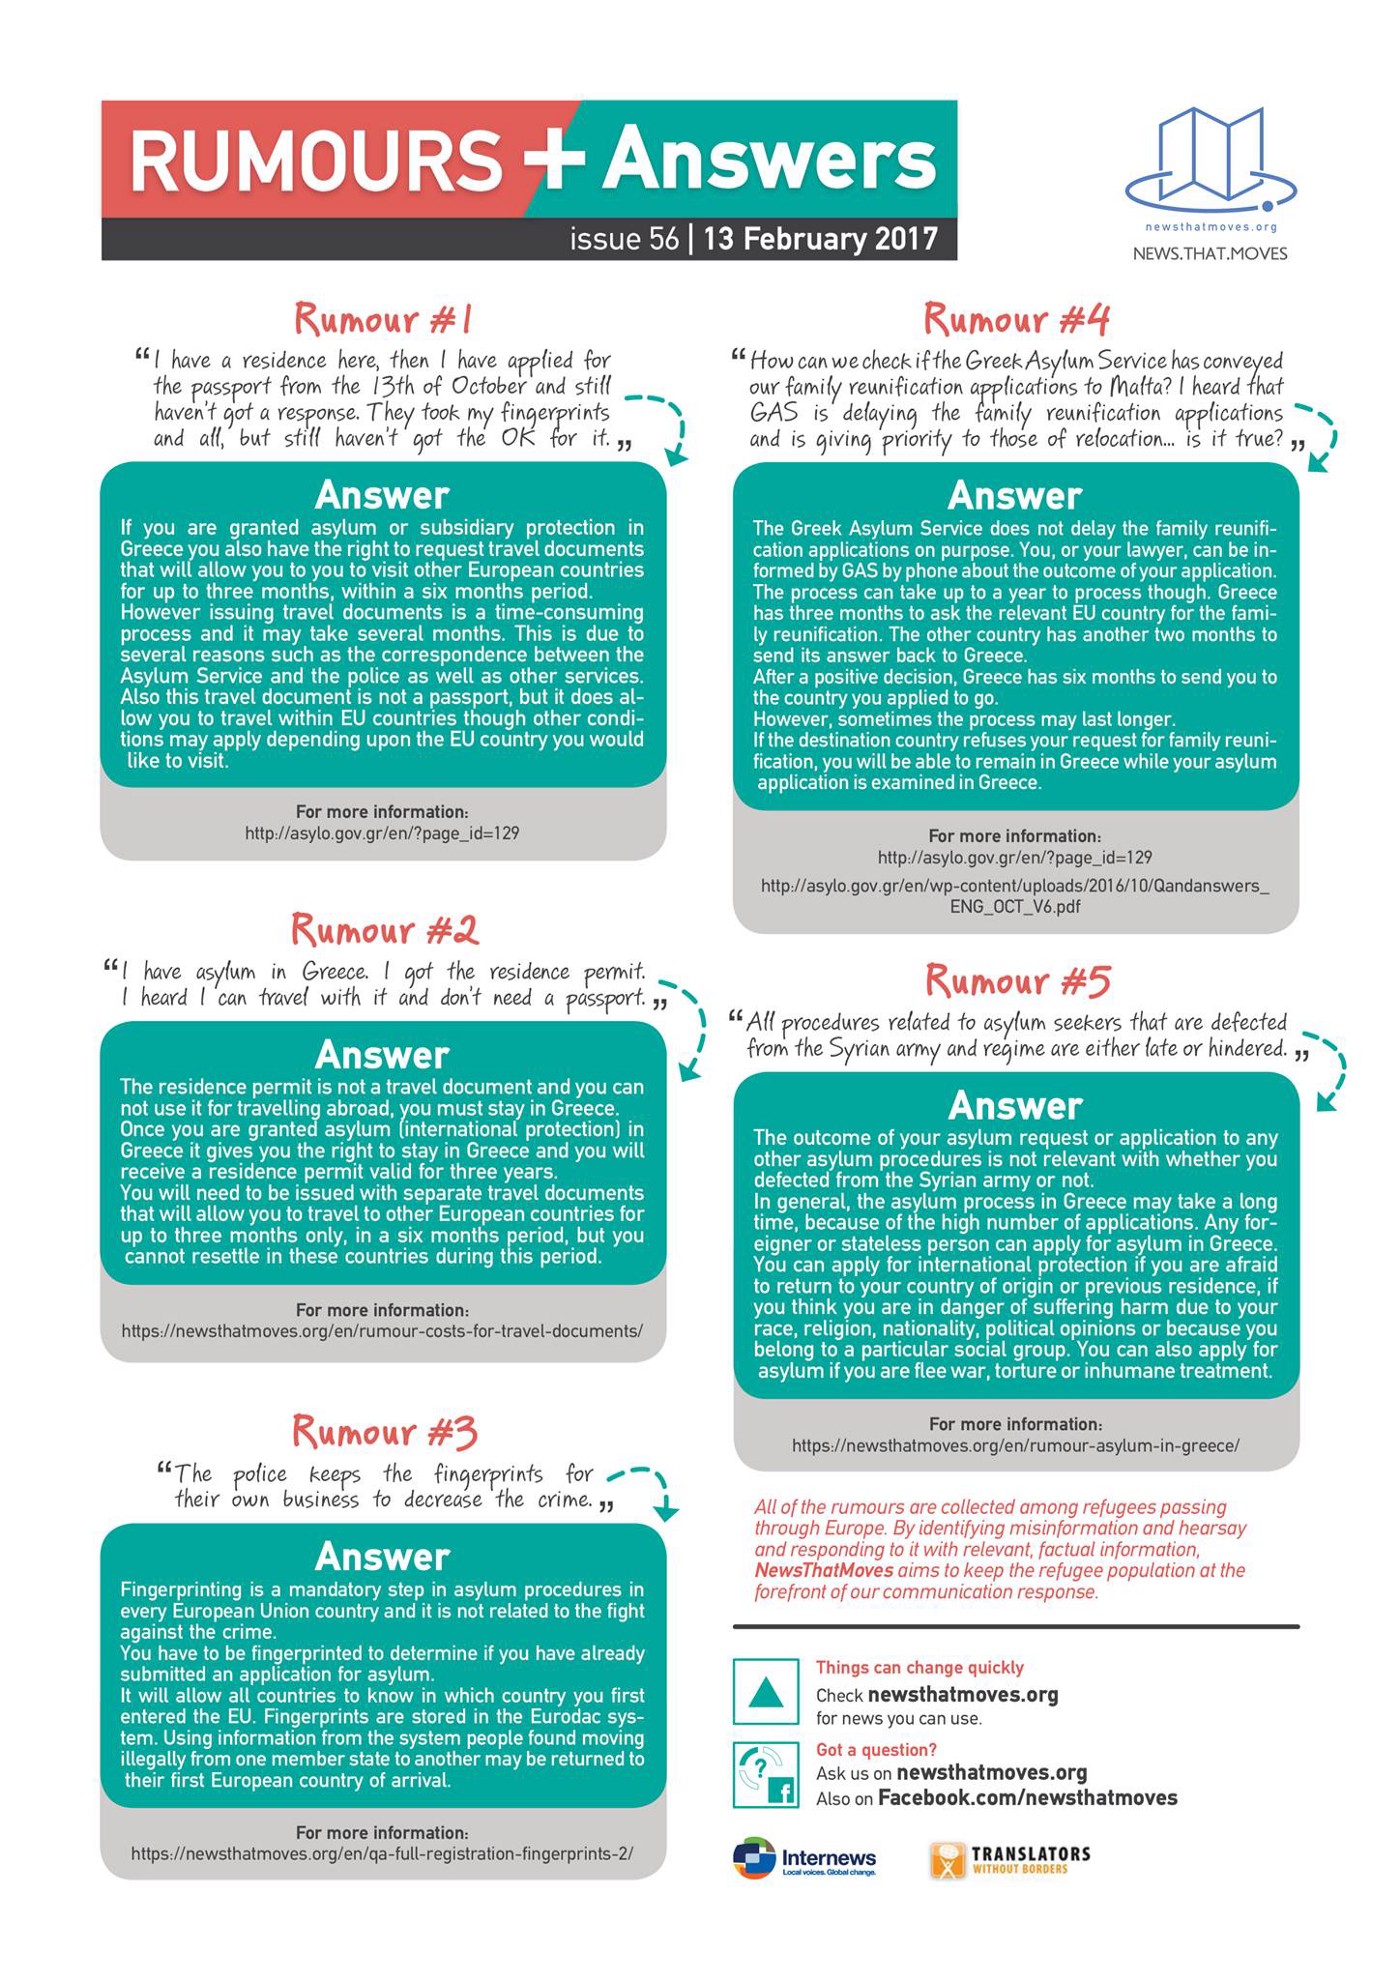 RUMOURS + Answers
issue 56 | 13 February 2017
newsthatmoves.org
NEWS.THAT.MOVES
Rumour #1
“I have a residence here, then I have applied for
the passport from the 13th of October and still
haven't got a response. They took my fingerprints
and all, but still haven't got the OK for it.”
Answer
If you are granted asylum or subsidiary protection in
Greece you also have the right to request travel documents
that will allow you to you to visit other European countries
for up to three months, within a six months period.
However issuing travel documents is a time-consuming
process and it may take several months. This is due to
several reasons such as the correspondence between the
Asylum Service and the police as well as other services.
Also this travel document is not a passport, but it does al-
low you to travel within EU countries though other condi-
tions may apply depending upon the EU country you would
like to visit.
For more information:
http://asylo.gov.gr/en/?page_id=129
Rumour #2
“I have asylum in Greece. I got the residence permit.
I heard I can travel with it and don't need a passport.”
Answer
The residence permit is not a travel document and you can
not use it for travelling abroad, you must stay in Greece.
Once you are granted asylum (international protection) in
Greece it gives you the right to stay in Greece and you will
receive a residence permit valid for three years.
You will need to be issued with separate travel documents
that will allow you to travel to other European countries for
up to three months only, in a six months period, but you
cannot resettle in these countries during this period.
For more information:
https://newsthatmoves.org/en/rumour-costs-for-travel-documents/
Rumour #3
“The police keeps the fingerprints for
their own business to decrease the crime.”
Answer
Fingerprinting is a mandatory step in asylum procedures in
every European Union country and it is not related to the fight
against the crime.
You have to be fingerprinted to determine if you have already
submitted an application for asylum.
It will allow all countries to know in which country you first
entered the EU. Fingerprints are stored in the Eurodac sys-
tem. Using information from the system people found moving
illegally from one member state to another may be returned to
their first European country of arrival.
For more information:
https://newsthatmoves.org/en/qa-full-registration-fingerprints-2/
Rumour #4
“How can we check if the Greek Asylum Service has conveyed
our family reunification applications to Malta? I heard that
GAS is delaying the family reunification applications
and is giving priority to those of relocation... is it true?”
Answer
The Greek Asylum Service does not delay the family reunifi-
cation applications on purpose. You, or your lawyer, can be in-
formed by GAS by phone about the outcome of your application.
The process can take up to a year to process though. Greece
has three months to ask the relevant EU country for the fami-
ly reunification. The other country has another two months to
send its answer back to Greece.
After a positive decision, Greece has six months to send you to
the country you applied to go.
However, sometimes the process may last longer.
If the destination country refuses your request for family reuni-
fication, you will be able to remain in Greece while your asylum
application is examined in Greece.
For more information:
http://asylo.gov.gr/en/?page_id=129
http://asylo.gov.gr/en/wp-content/uploads/2016/10/Qandanswers_
ENG_OCT_V6.pdf
Rumour #5
“All procedures related to asylum seekers that are defected
from the Syrian army and regime are either late or hindered.”
Answer
The outcome of your asylum request or application to any
other asylum procedures is not relevant with whether you
defected from the Syrian army or not.
In general, the asylum process in Greece may take a long
time, because of the high number of applications. Any for-
eigner or stateless person can apply for asylum in Greece.
You can apply for international protection if you are afraid
to return to your country of origin or previous residence, if
you think you are in danger of suffering harm due to your
race, religion, nationality, political opinions or because you
belong to a particular social group. You can also apply for
asylum if you are flee war, torture or inhumane treatment.
For more information:
https://newsthatmoves.org/en/rumour-asylum-in-greece/
All of the rumours are collected among refugees passing
through Europe. By identifying misinformation and hearsay
and responding to it with relevant, factual information,
NewsThatMoves aims to keep the refugee population at the
forefront of our communication response.
Things can change quickly
Check newsthatmoves.org
for news you can use.
?
f
Got a question?
Ask us on newsthatmoves.org
Also on Facebook.com/newsthatmoves
Internews
Local voices. Global change.
TRANSLATORS
WITHOUT BORDERS